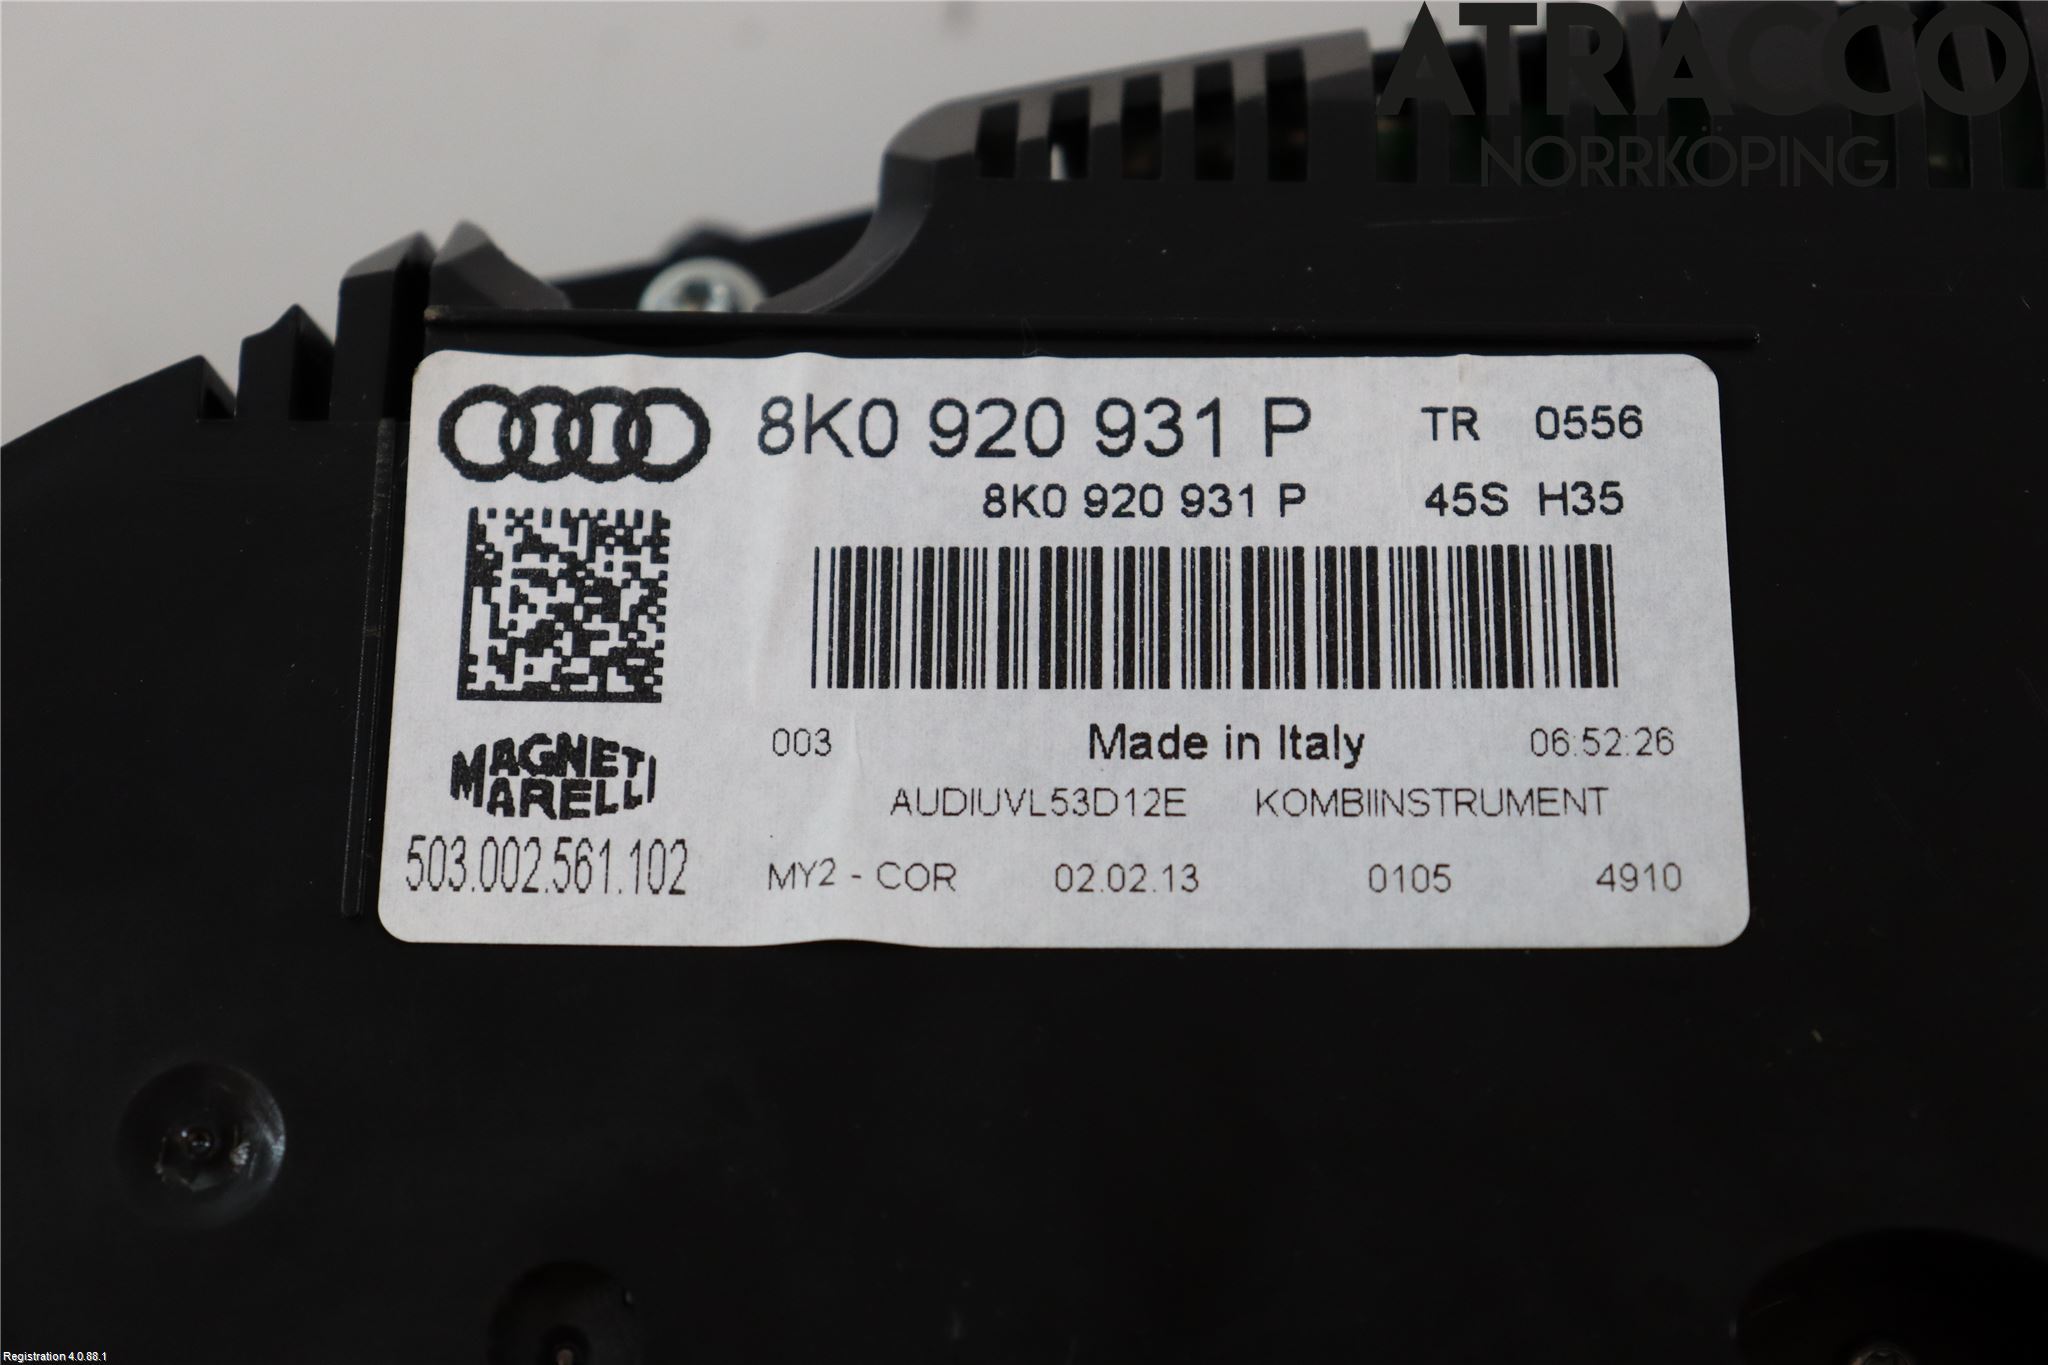 ATRACCO
NORRKÖPING
8K0 920 931 P TR 0556
8K0 920 931 P 45S H35
003 Made in Italy 06:52:26
MAGNETI
MARELLI
AUDIUVL53D12E KOMBIINSTRUMENT
503.002.561.102
MY2 - COR 02.02.13 0105 4910
Registration 4.0.88.1